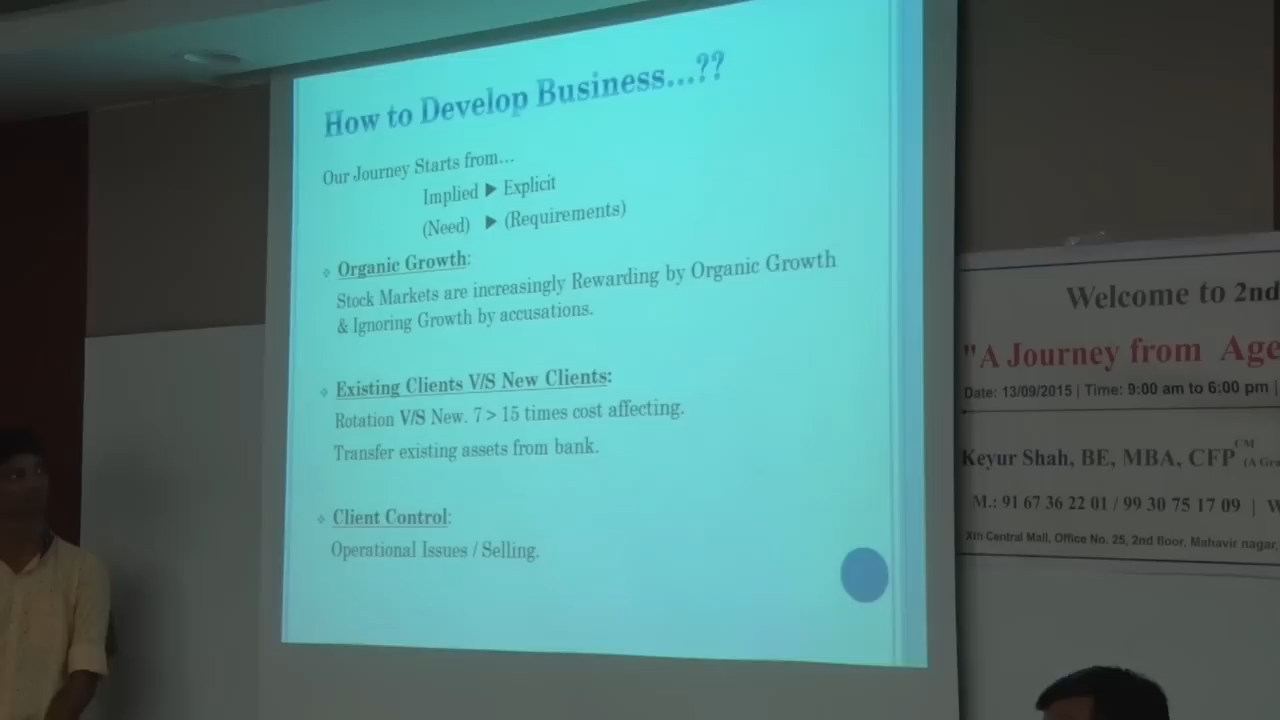 How to Develop Business...??
Our Journey Starts from...
Implied ▶ Explicit
(Need) ▶ (Requirements)
❖ Organic Growth:
Stock Markets are increasingly Rewarding by Organic Growth
& Ignoring Growth by accusations.
❖ Existing Clients V/S New Clients:
Rotation V/S New. 7 > 15 times cost affecting.
Transfer existing assets from bank.
❖ Client Control:
Operational Issues / Selling.
Welcome to 2nd
"A Journey from Age
Date: 13/09/2015 | Time: 9:00 am to 6:00 pm |
Keyur Shah, BE, MBA, CFP CM
M.: 91 67 36 22 01 / 99 30 75 17 09 |
Xth Central Mall, Office No. 25, 2nd floor, Mahavir nagar,